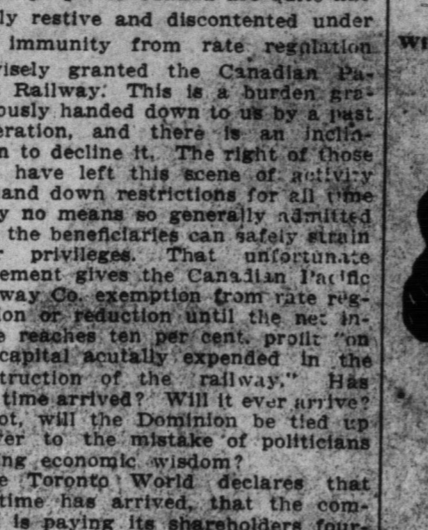 ly restive and discontented under
immunity from rate regulation
Wi
isely granted the Canadian Pa-
Railway. This is a burden gra-
ously handed down to us by a past
eration, and there is an inclin-
n to decline it. The right of those
have left this scene of activity
and down restrictions for all time
y no means so generally admitted
the beneficiaries can safely strain
r privileges. That unfortunate
ement gives the Canadian Pacific
way Co. exemption from rate reg-
ion or reduction until the net in-
e reaches ten per cent. profit "on
capital acutally expended in the
truction of the railway." Has
time arrived? Will it ever arrive?
ot, will the Dominion be tied up
er to the mistake of politicians
ng economic wisdom?
e Toronto World declares that
time has arrived, that the com-
is paying its shareholders four-